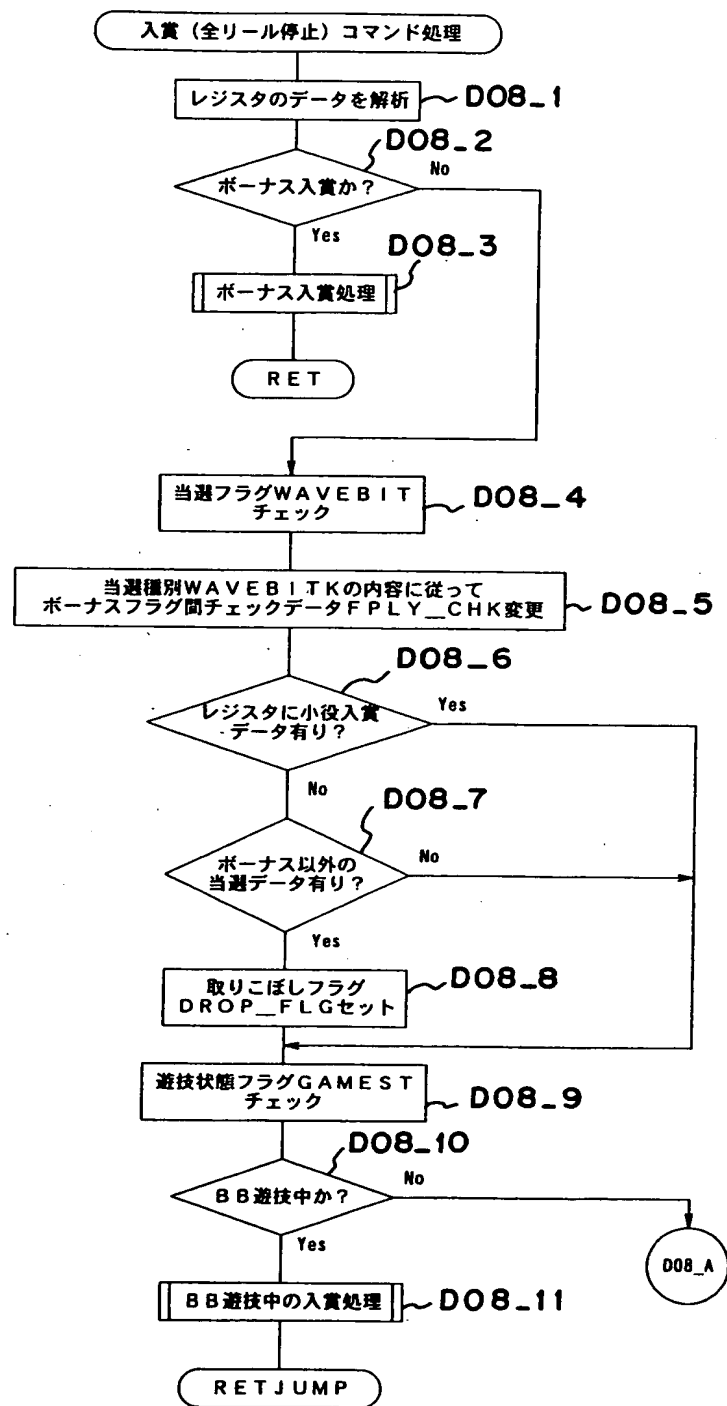 入賞（全リール停止）コマンド処理
レジスタのデータを解析
D08_1
D08_2
ボーナス入賞か？
No
Yes
D08_3
ボーナス入賞処理
RET
当選フラグWAVEBIT
チェック
D08_4
当選種別WAVEBITKの内容に従って
ボーナスフラグ間チェックデータFPLY__CHK変更
D08_5
D08_6
レジスタに小役入賞
データ有り？
Yes
No
D08_7
ボーナス以外の
当選データ有り？
No
Yes
取りこぼしフラグ
DROP__FLGセット
D08_8
遊技状態フラグGAMEST
チェック
D08_9
D08_10
BB遊技中か？
No
Yes
D08_A
BB遊技中の入賞処理
D08_11
RETJUMP